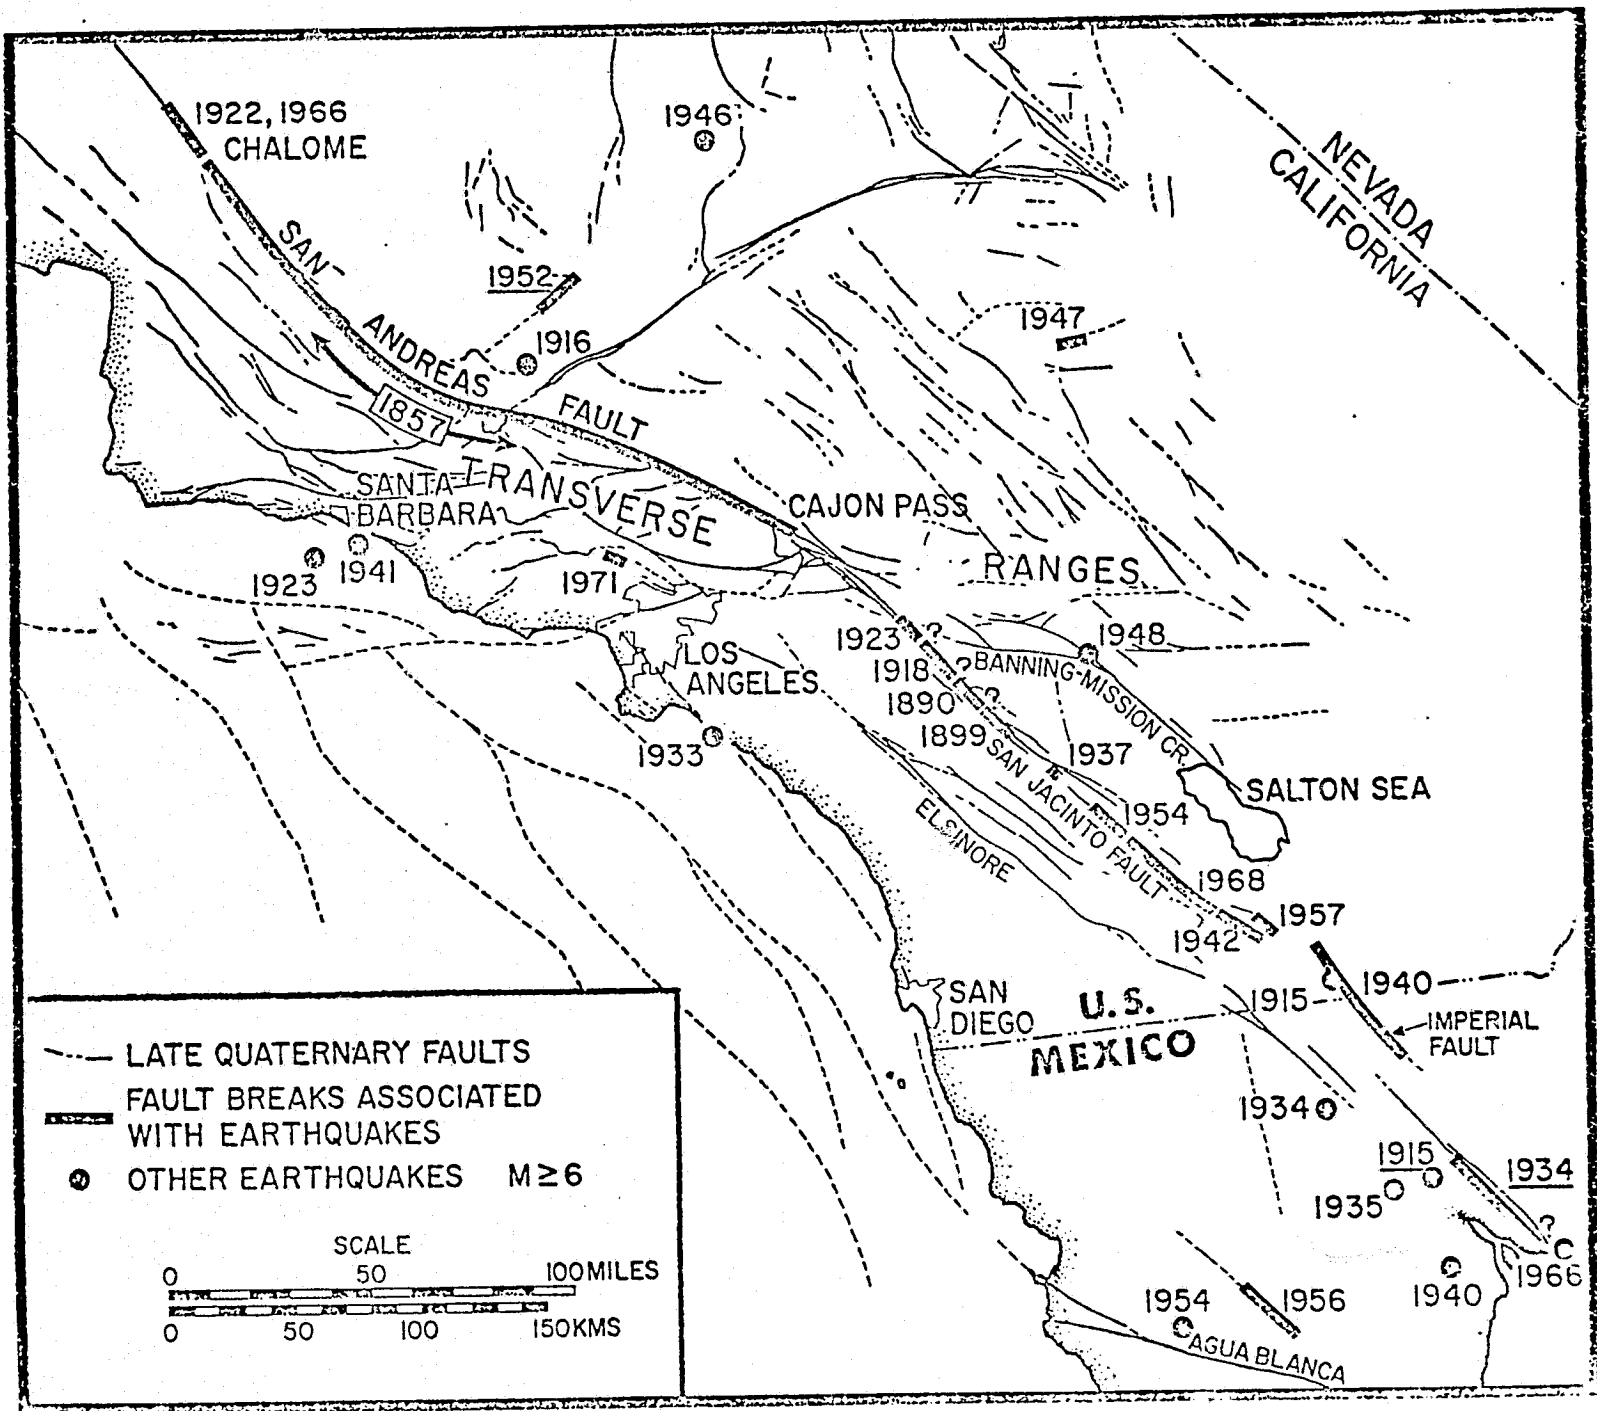 1922, 1966
CHALOME
1946
NEVADA
CALIFORNIA
SAN
ANDREAS
FAULT
1952
1916
1947
1857
SANTA
BARBARA
TRANSVERSE
RANGES
CAJON PASS
1923
1941
1971
LOS
ANGELES
1933
1923
?
1918
?
1890
?
1899
BANNING-MISSION CR.
1948
1937
SAN JACINTO FAULT
1954
SALTON SEA
ELSINORE
1968
1957
1942
SAN
DIEGO
U.S.
MEXICO
1915
1940
IMPERIAL
FAULT
1934
1915
1935
1934
?
1966
1940
1954
1956
AGUA BLANCA
LATE QUATERNARY FAULTS
FAULT BREAKS ASSOCIATED
WITH EARTHQUAKES
OTHER EARTHQUAKES M≥6
SCALE
0 50 100 MILES
0 50 100 150 KMS